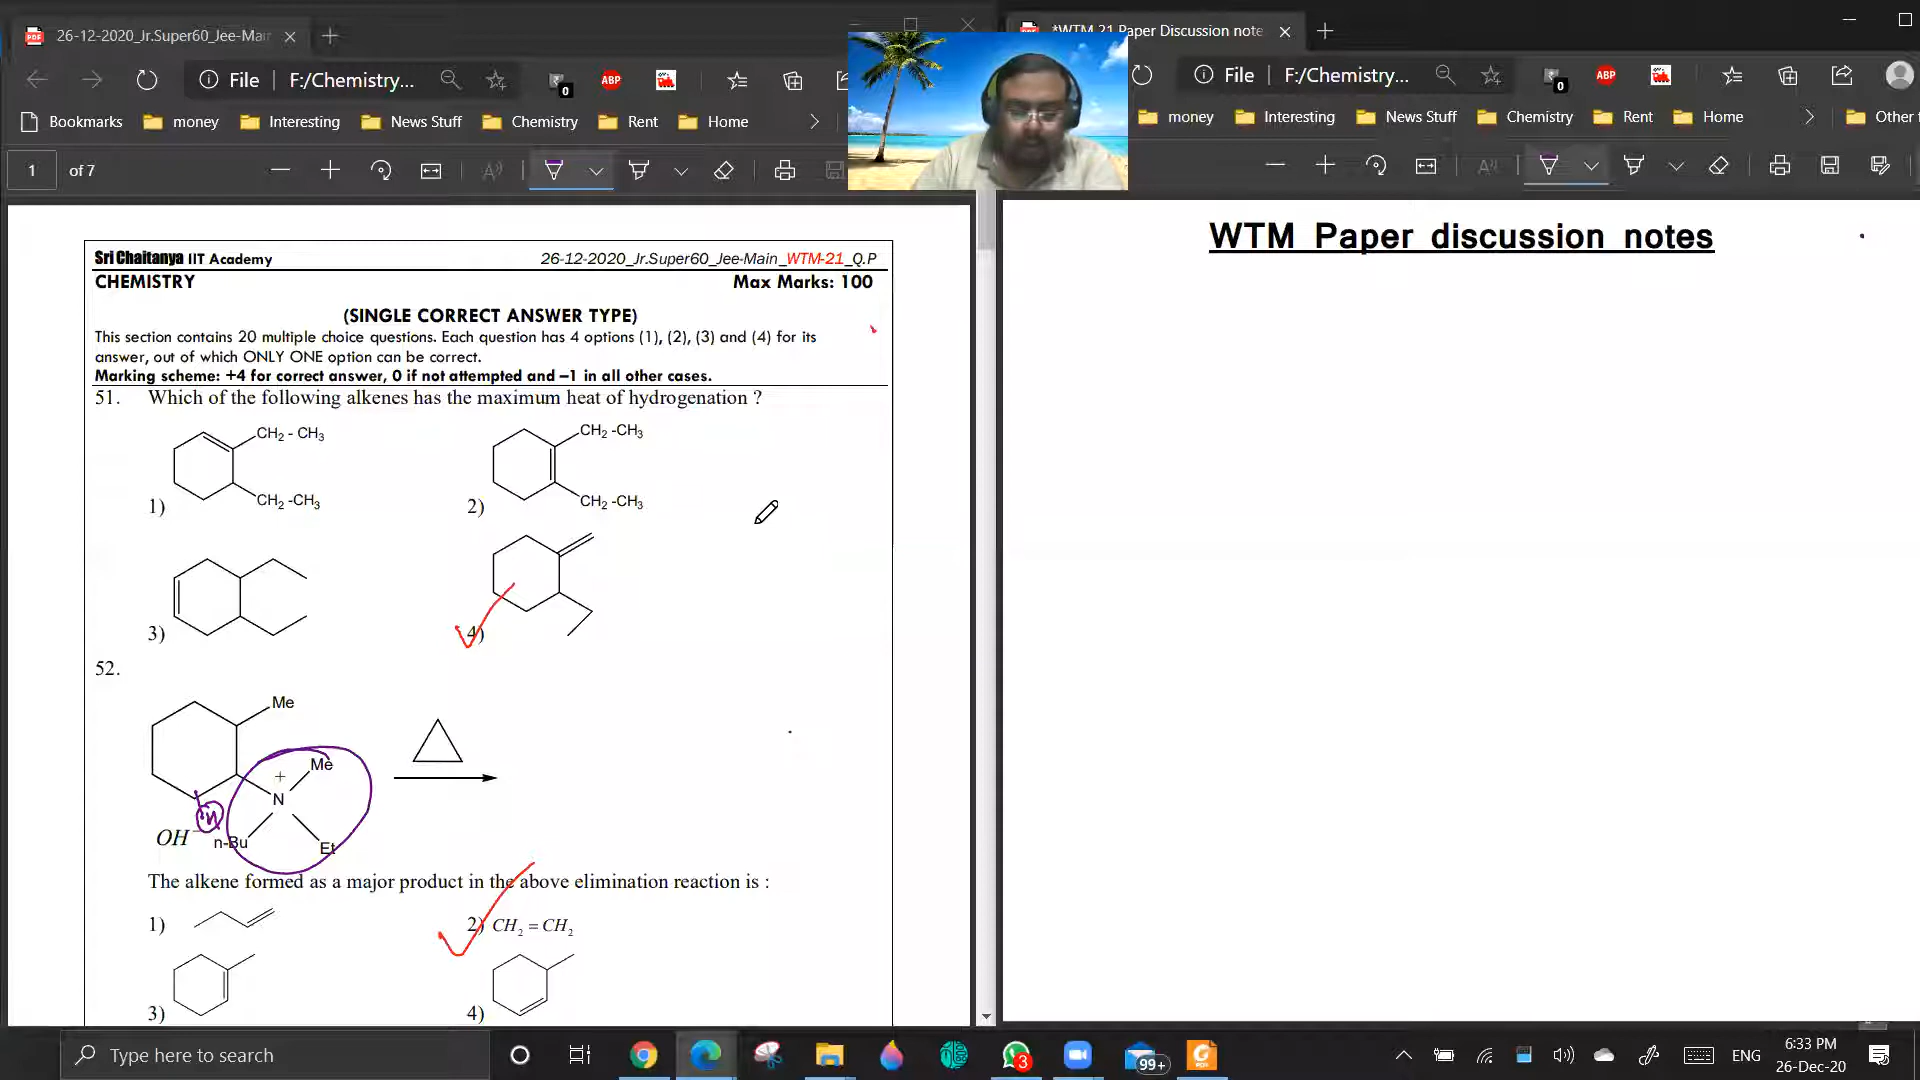 26-12-2020_Jr.Super60_Jee-Mair
*WTM 21 Paper Discussion note
File F:/Chemistry...
File F:/Chemistry...
Bookmarks money Interesting News Stuff Chemistry Rent Home
money Interesting News Stuff Chemistry Rent Home Other f
1 of 7
WTM Paper discussion notes
Sri Chaitanya IIT Academy 26-12-2020_Jr.Super60_Jee-Main_WTM-21_Q.P
CHEMISTRY Max Marks: 100
(SINGLE CORRECT ANSWER TYPE)
This section contains 20 multiple choice questions. Each question has 4 options (1), (2), (3) and (4) for its
answer, out of which ONLY ONE option can be correct.
Marking scheme: +4 for correct answer, 0 if not attempted and –1 in all other cases.
51. Which of the following alkenes has the maximum heat of hydrogenation ?
CH2 - CH3
CH2 -CH3
1)
CH2 -CH3
CH2 -CH3
2)
3)
4)
52.
Me
+
Me
N
OH⁻ n-Bu Et
The alkene formed as a major product in the above elimination reaction is :
1)
2) CH2 = CH2
3)
4)
ABP
0
ABP
0
Type here to search
3
99+
ENG
6:33 PM
26-Dec-20